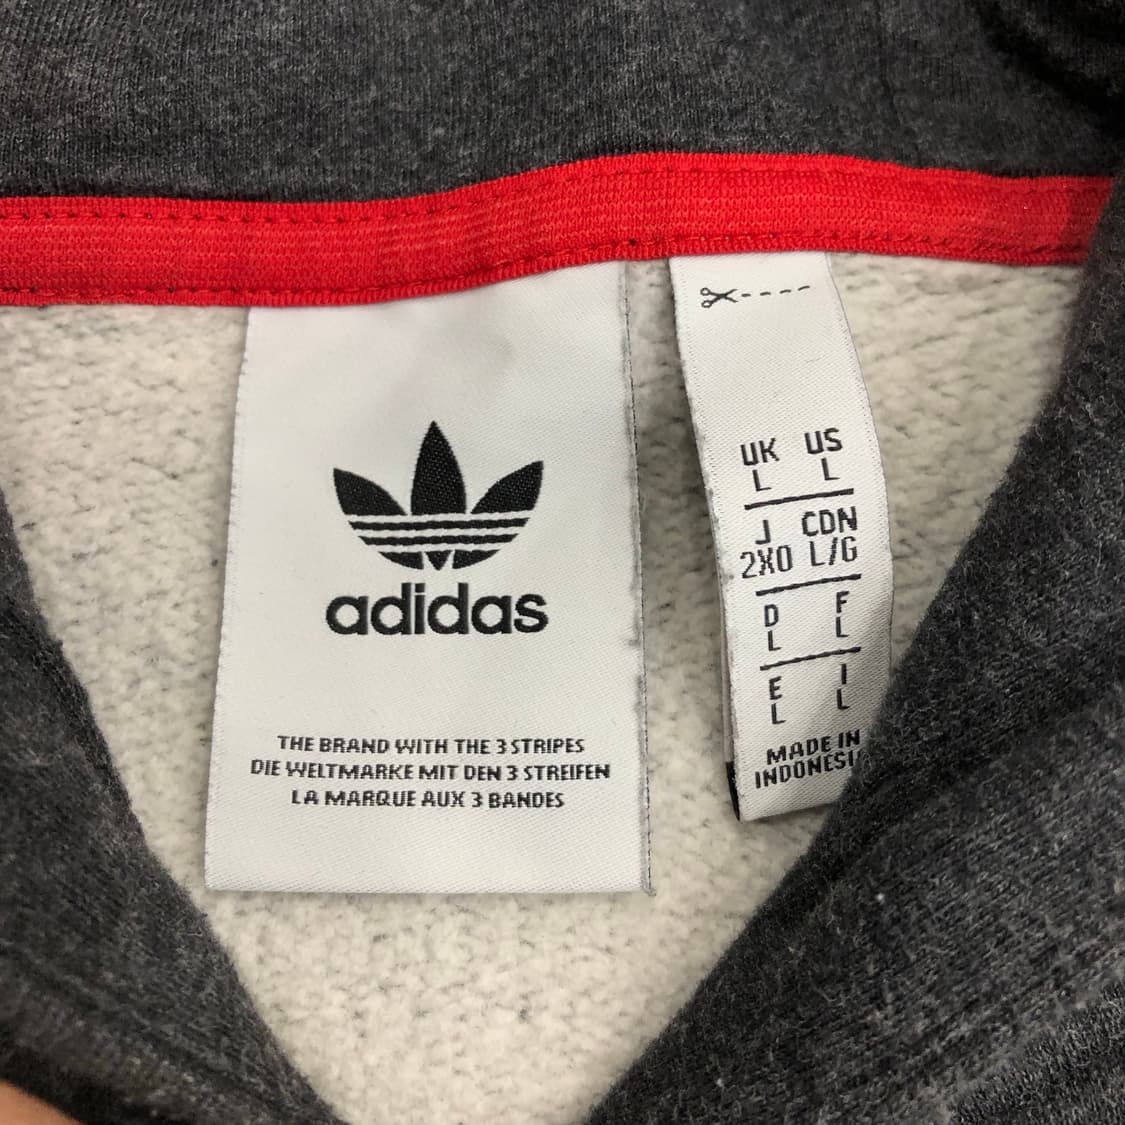 adidas
THE BRAND WITH THE 3 STRIPES
DIE WELTMARKE MIT DEN 3 STREIFEN
LA MARQUE AUX 3 BANDES
UK US
L L
J CDN
2XO L/G
D F
L L
E I
L L
MADE IN
INDONESI